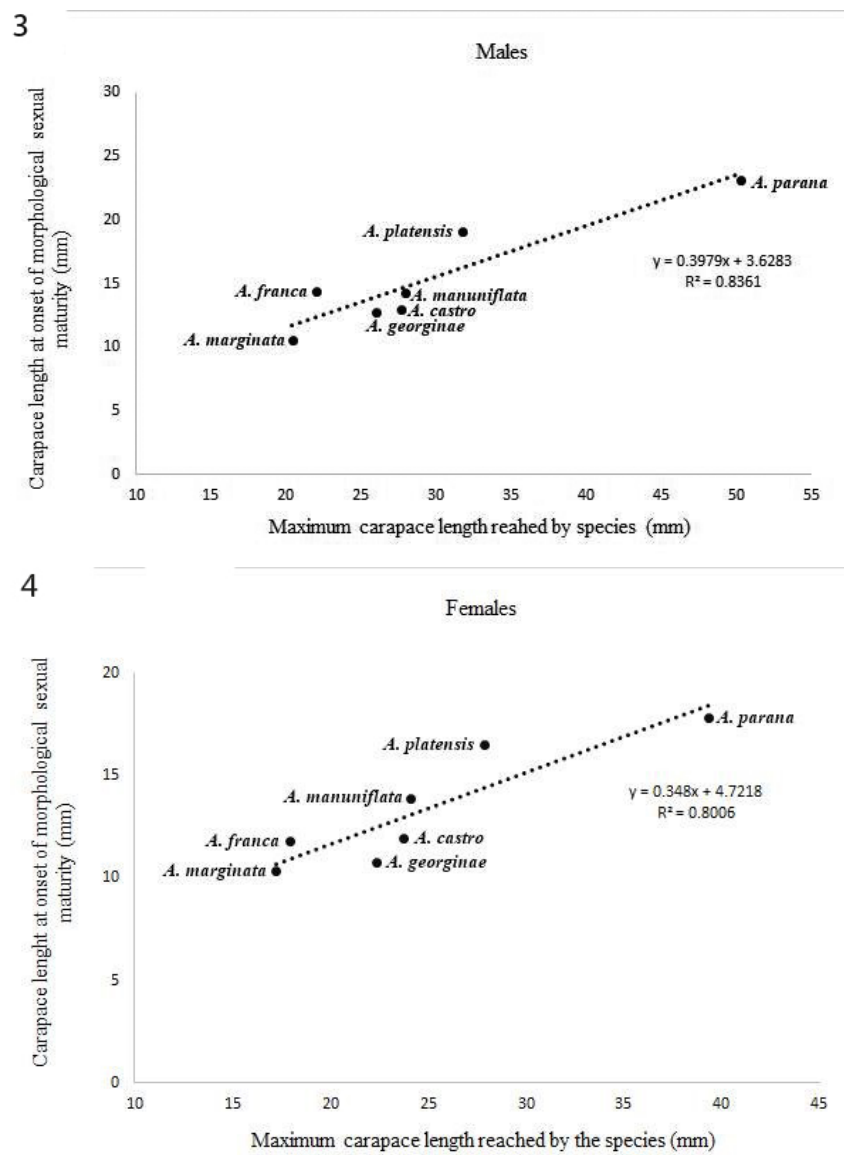 3
Males
Carapace length at onset of morphological sexual
maturity (mm)
30
25
20
15
10
5
0
A. parana
A. platensis
y = 0.3979x + 3.6283
R² = 0.8361
A. franca
A. manuniflata
A. castro
A. georginae
A. marginata
10
15
20
25
30
35
40
45
50
55
Maximum carapace length reahed by species (mm)
4
Females
Carapace lenght at onset of morphological sexual
maturity (mm)
20
15
10
5
0
A. parana
A. platensis
A. manuniflata
y = 0.348x + 4.7218
R² = 0.8006
A. franca
A. castro
A. georginae
A. marginata
10
15
20
25
30
35
40
45
Maximum carapace length reached by the species (mm)